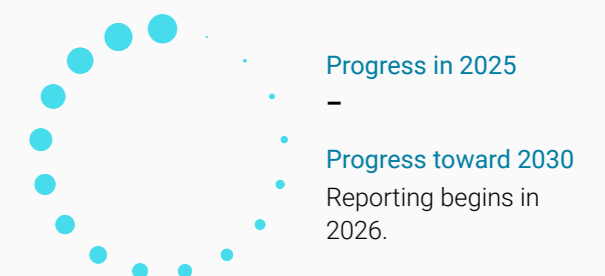 Progress in 2025
–
Progress toward 2030
Reporting begins in
2026.